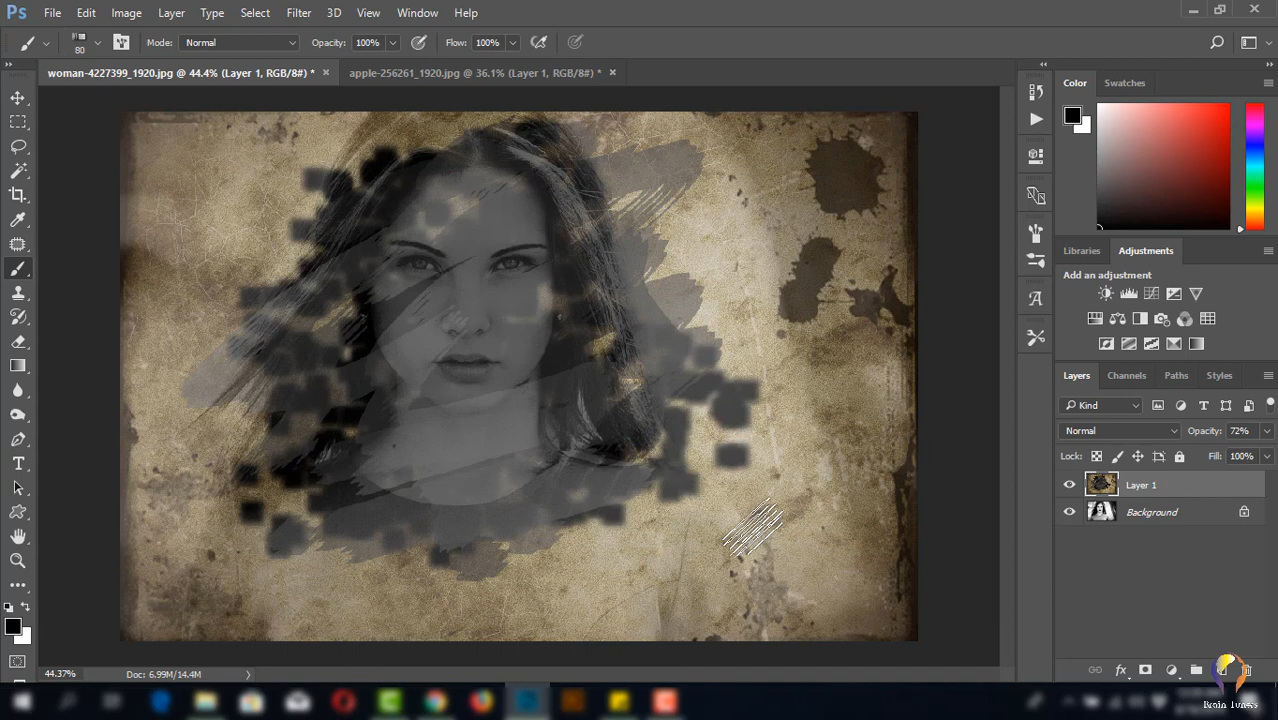 Ps File Edit Image Layer Type Select Filter 3D View Window Help
80 Mode: Normal Opacity: 100% Flow: 100%
woman-4227399_1920.jpg @ 44.4% (Layer 1, RGB/8#) * × apple-256261_1920.jpg @ 36.1% (Layer 1, RGB/8#) * ×
Color Swatches
Libraries Adjustments
Add an adjustment
Layers Channels Paths Styles
Kind
Normal Opacity: 72%
Lock: Fill: 100%
Layer 1
Background
44.37% Doc: 6.99M/14.4M